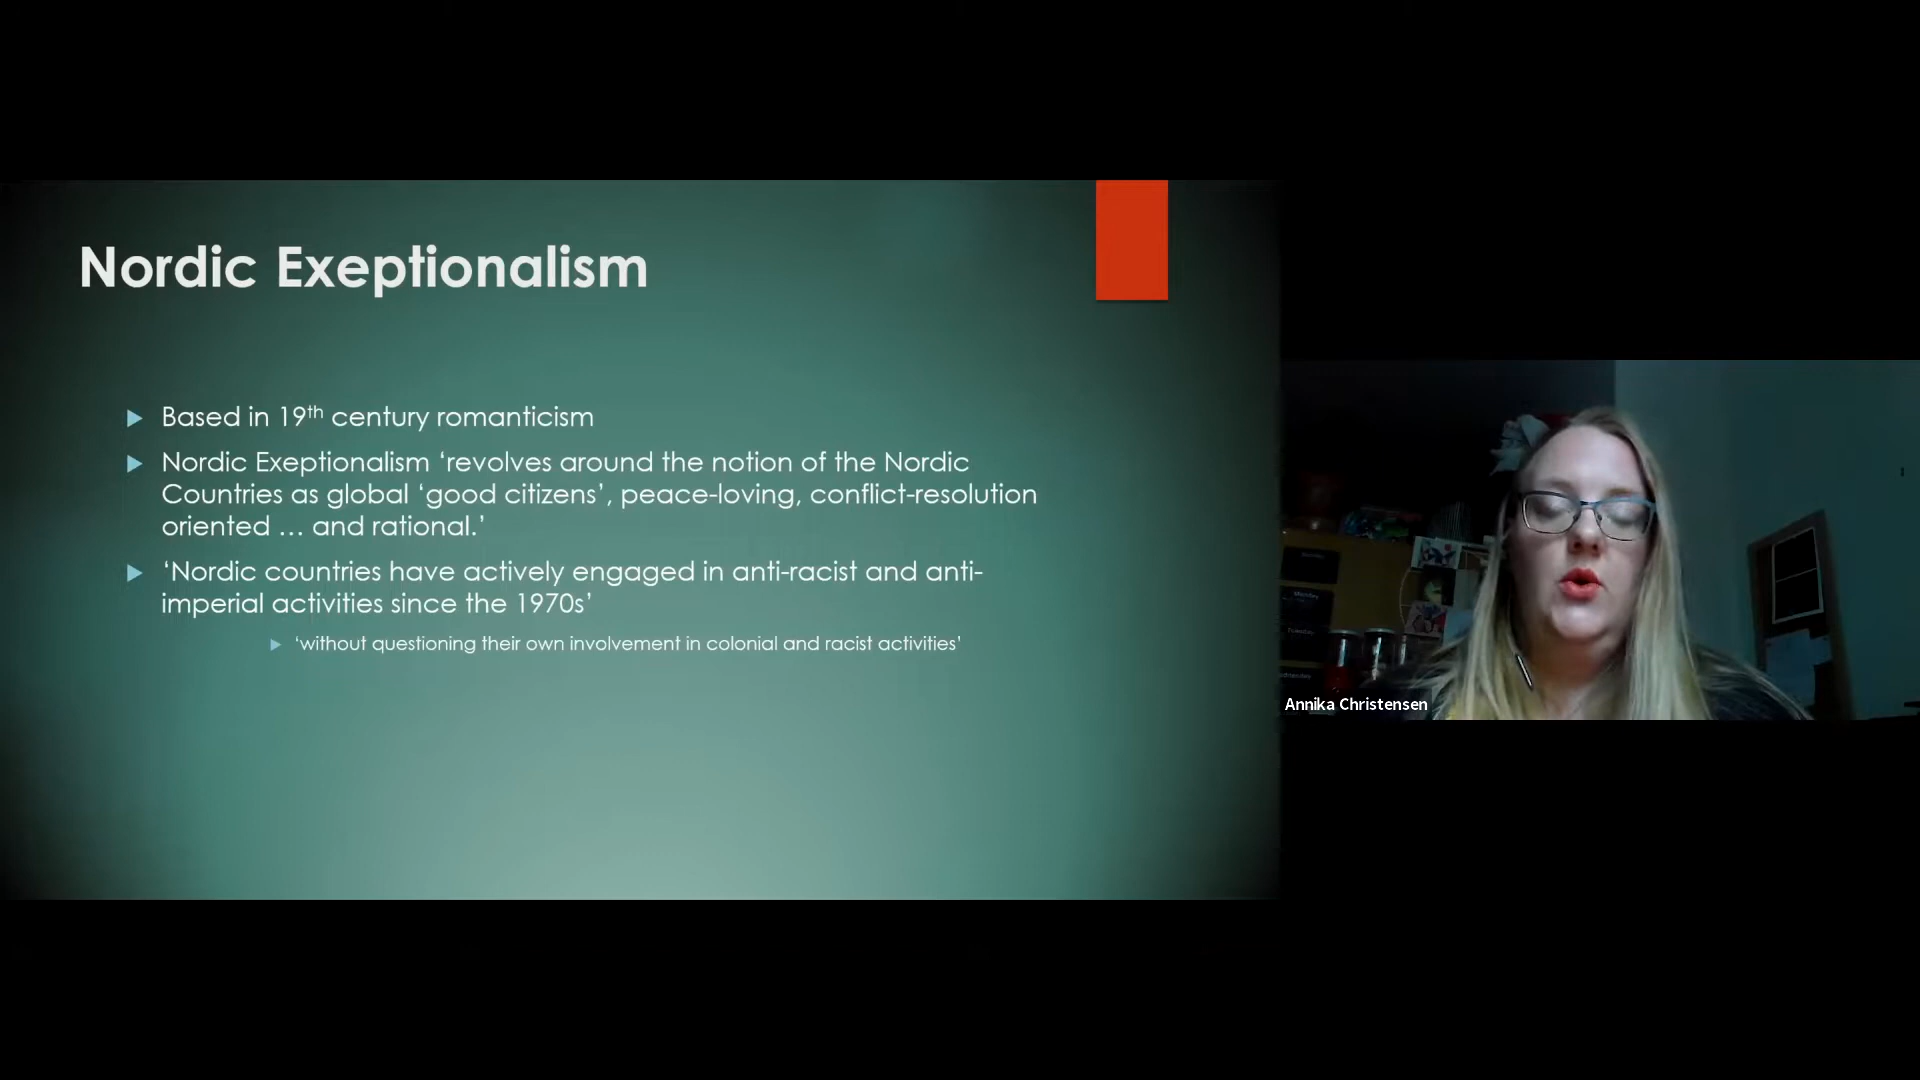 Nordic Exeptionalism
Based in 19th century romanticism
Nordic Exeptionalism ‘revolves around the notion of the Nordic
Countries as global ‘good citizens’, peace-loving, conflict-resolution
oriented … and rational.’
‘Nordic countries have actively engaged in anti-racist and anti-
imperial activities since the 1970s’
‘without questioning their own involvement in colonial and racist activities’
Monday
Tuesday
Annika Christensen